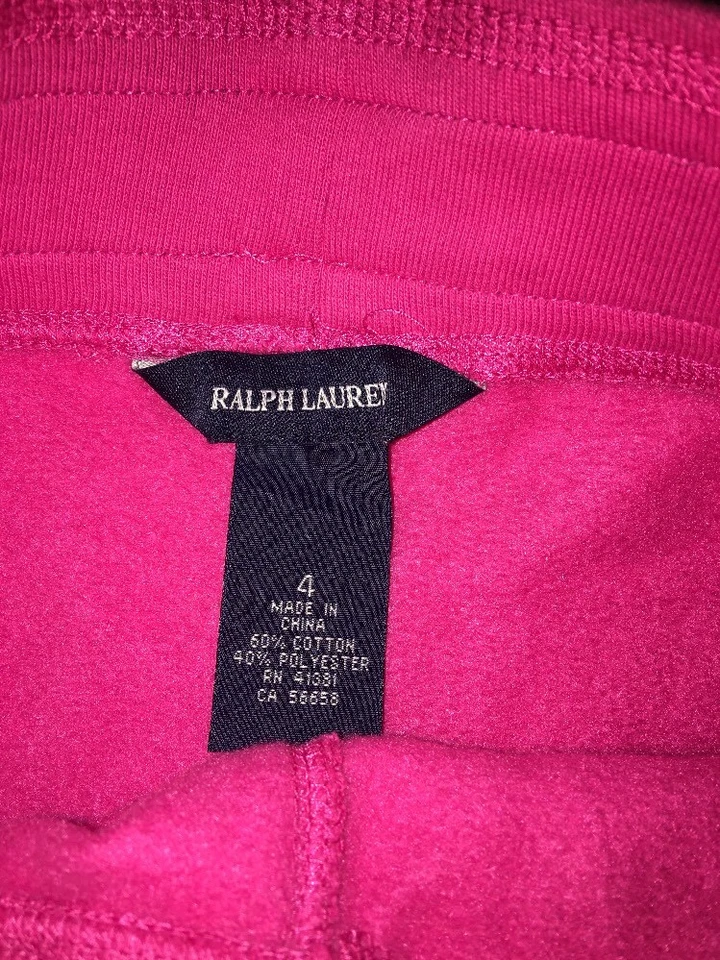 RALPH LAUREN
4
MADE IN
CHINA
60% COTTON
40% POLYESTER
RN 41381
CA 56658